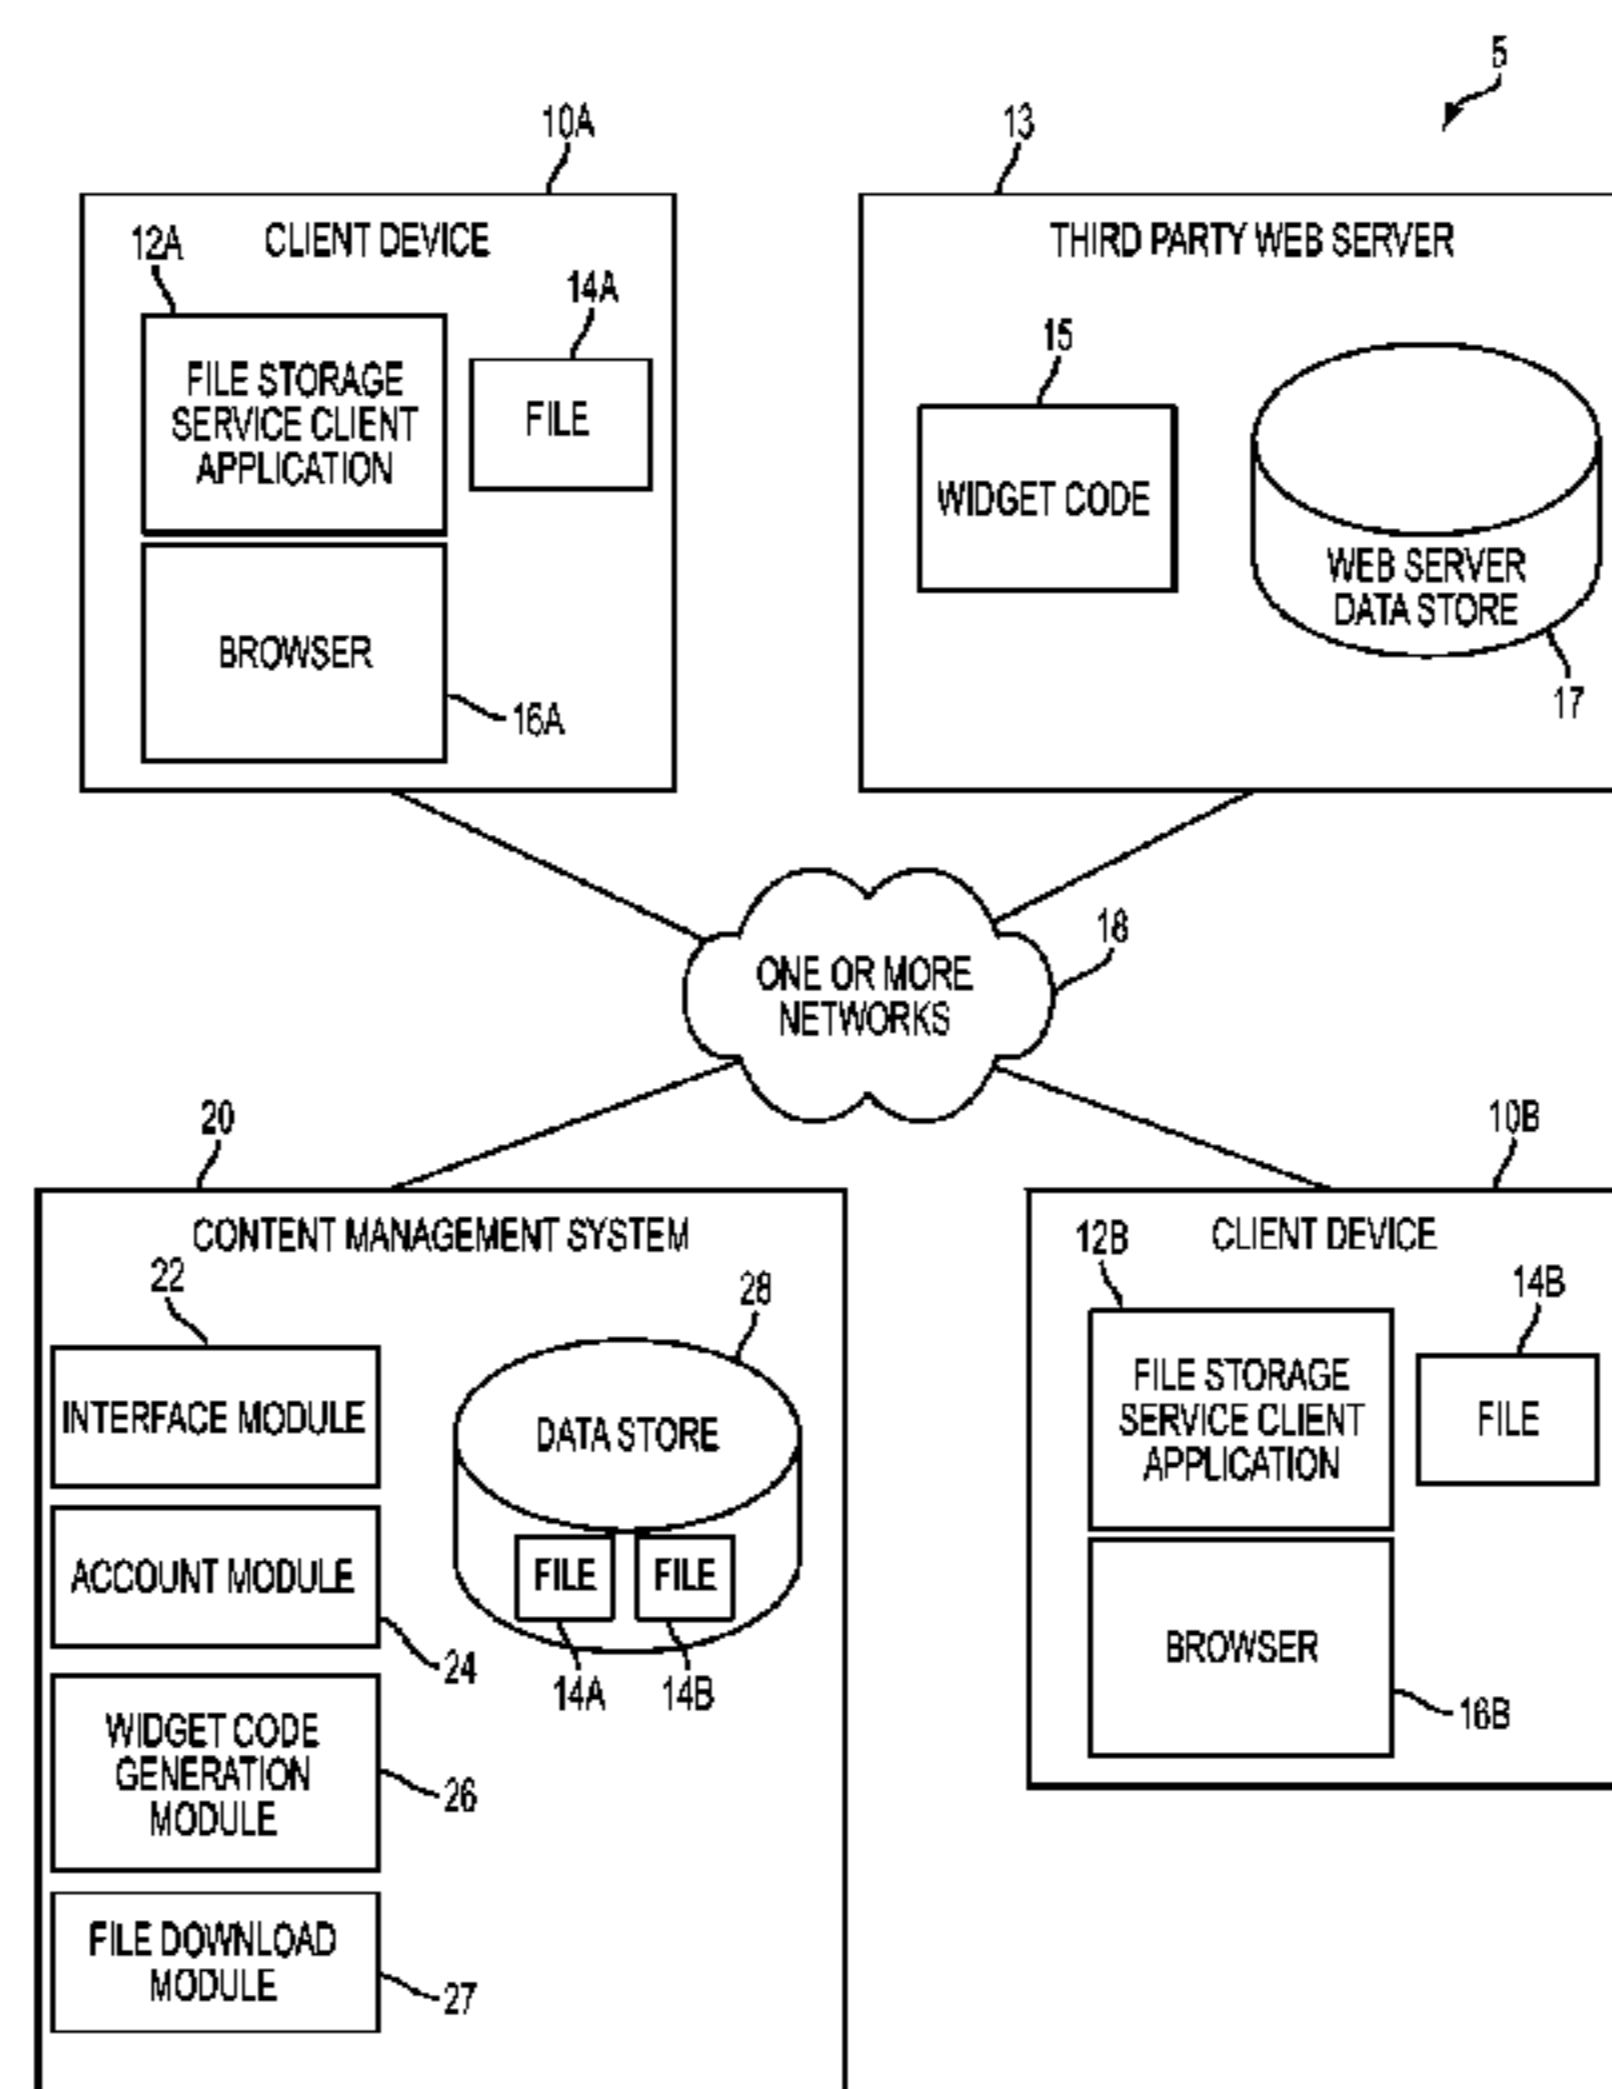 5
10A
13
CLIENT DEVICE
12A
14A
FILE STORAGE
SERVICE CLIENT
APPLICATION
FILE
BROWSER
16A
THIRD PARTY WEB SERVER
15
WIDGET CODE
WEB SERVER
DATA STORE
17
ONE OR MORE
NETWORKS
18
20
CONTENT MANAGEMENT SYSTEM
22
INTERFACE MODULE
28
DATA STORE
FILE
FILE
14A
14B
ACCOUNT MODULE
24
WIDGET CODE
GENERATION
MODULE
26
FILE DOWNLOAD
MODULE
27
10B
CLIENT DEVICE
12B
14B
FILE STORAGE
SERVICE CLIENT
APPLICATION
FILE
BROWSER
16B